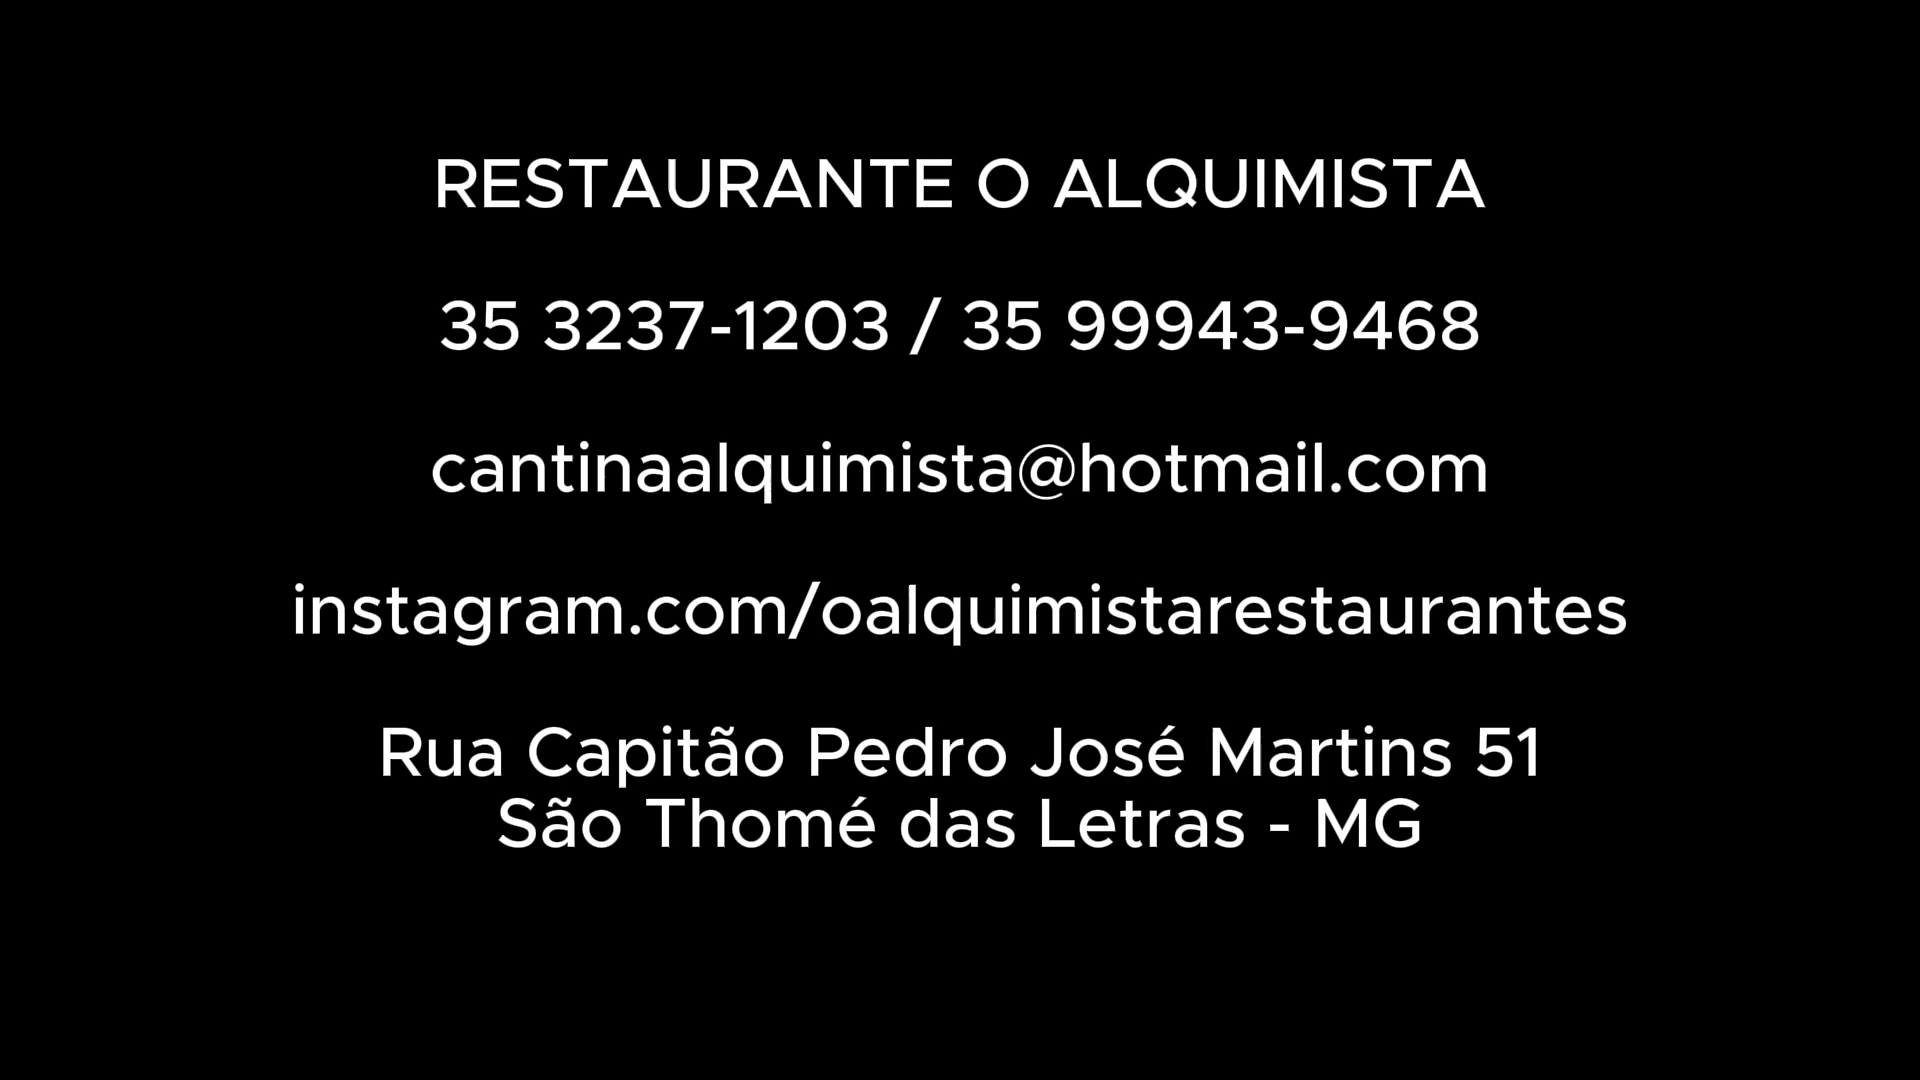 RESTAURANTE O ALQUIMISTA
35 3237-1203 / 35 99943-9468
cantinaalquimista@hotmail.com
instagram.com/oalquimistarestaurantes
Rua Capitão Pedro José Martins 51
São Thomé das Letras - MG